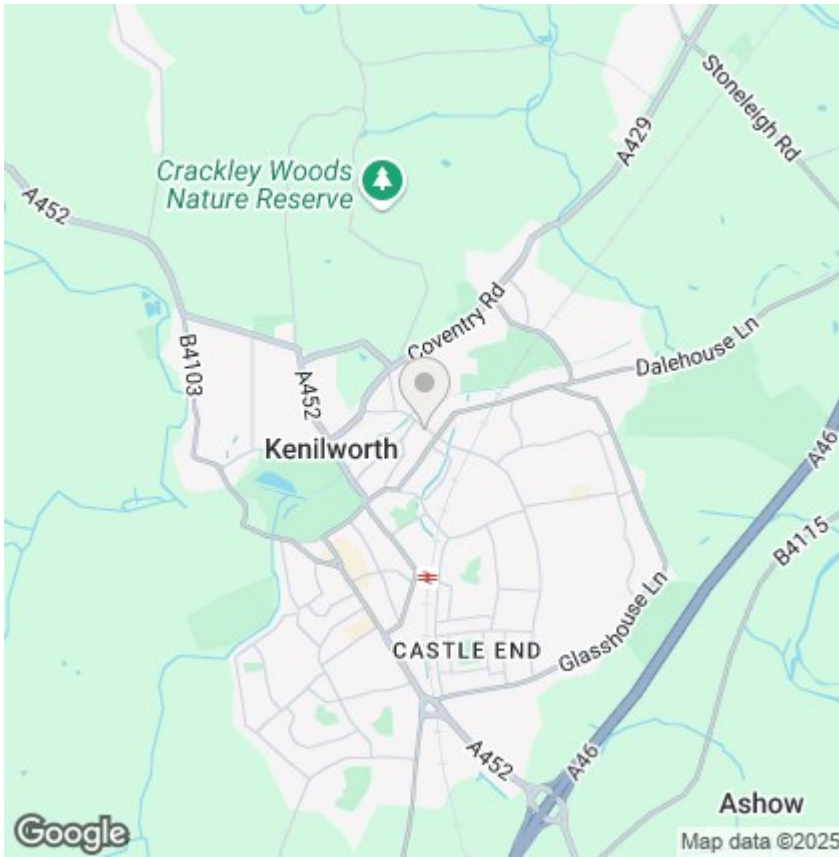 Stoneleigh Rd
A429
Crackley Woods
Nature Reserve
A452
Coventry Rd
Dalehouse Ln
B4103
A452
Kenilworth
A46
B4115
CASTLE END
Glasshouse Ln
A452
A46
Ashow
Google
Map data ©2025